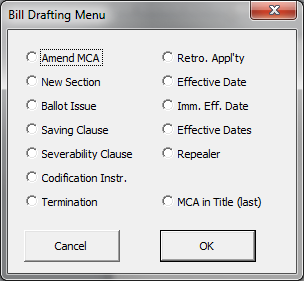 Bill Drafting Menu
Amend MCA
Retro. Appl'ty
New Section
Effective Date
Ballot Issue
Imm. Eff. Date
Saving Clause
Effective Dates
Severability Clause
Repealer
Codification Instr.
Termination
MCA in Title (last)
Cancel
OK